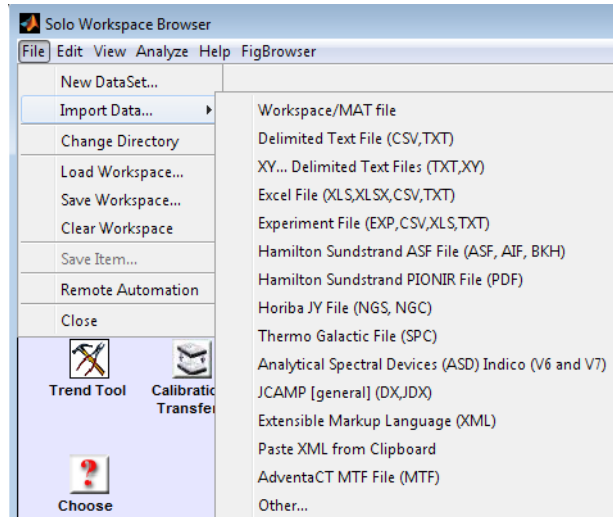 Solo Workspace Browser
File Edit View Analyze Help FigBrowser
New DataSet...
Import Data...
Change Directory
Load Workspace...
Save Workspace...
Clear Workspace
Save Item...
Remote Automation
Close
Workspace/MAT file
Delimited Text File (CSV,TXT)
XY... Delimited Text Files (TXT,XY)
Excel File (XLS,XLSX,CSV,TXT)
Experiment File (EXP,CSV,XLS,TXT)
Hamilton Sundstrand ASF File (ASF, AIF, BKH)
Hamilton Sundstrand PIONIR File (PDF)
Horiba JY File (NGS, NGC)
Thermo Galactic File (SPC)
Analytical Spectral Devices (ASD) Indico (V6 and V7)
JCAMP [general] (DX,JDX)
Extensible Markup Language (XML)
Paste XML from Clipboard
AdventaCT MTF File (MTF)
Other...
Trend Tool
Calibratic
Transfe
Choose